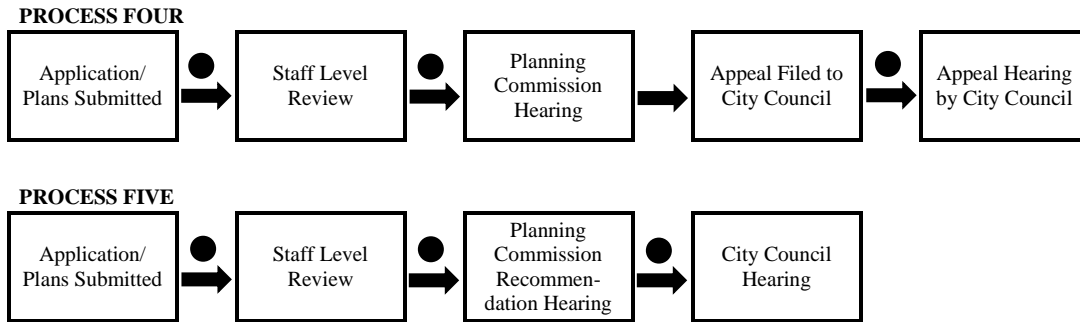 PROCESS FOUR
Application/
Plans Submitted
Staff Level
Review
Planning
Commission
Hearing
Appeal Filed to
City Council
Appeal Hearing
by City Council
PROCESS FIVE
Application/
Plans Submitted
Staff Level
Review
Planning
Commission
Recommen-
dation Hearing
City Council
Hearing